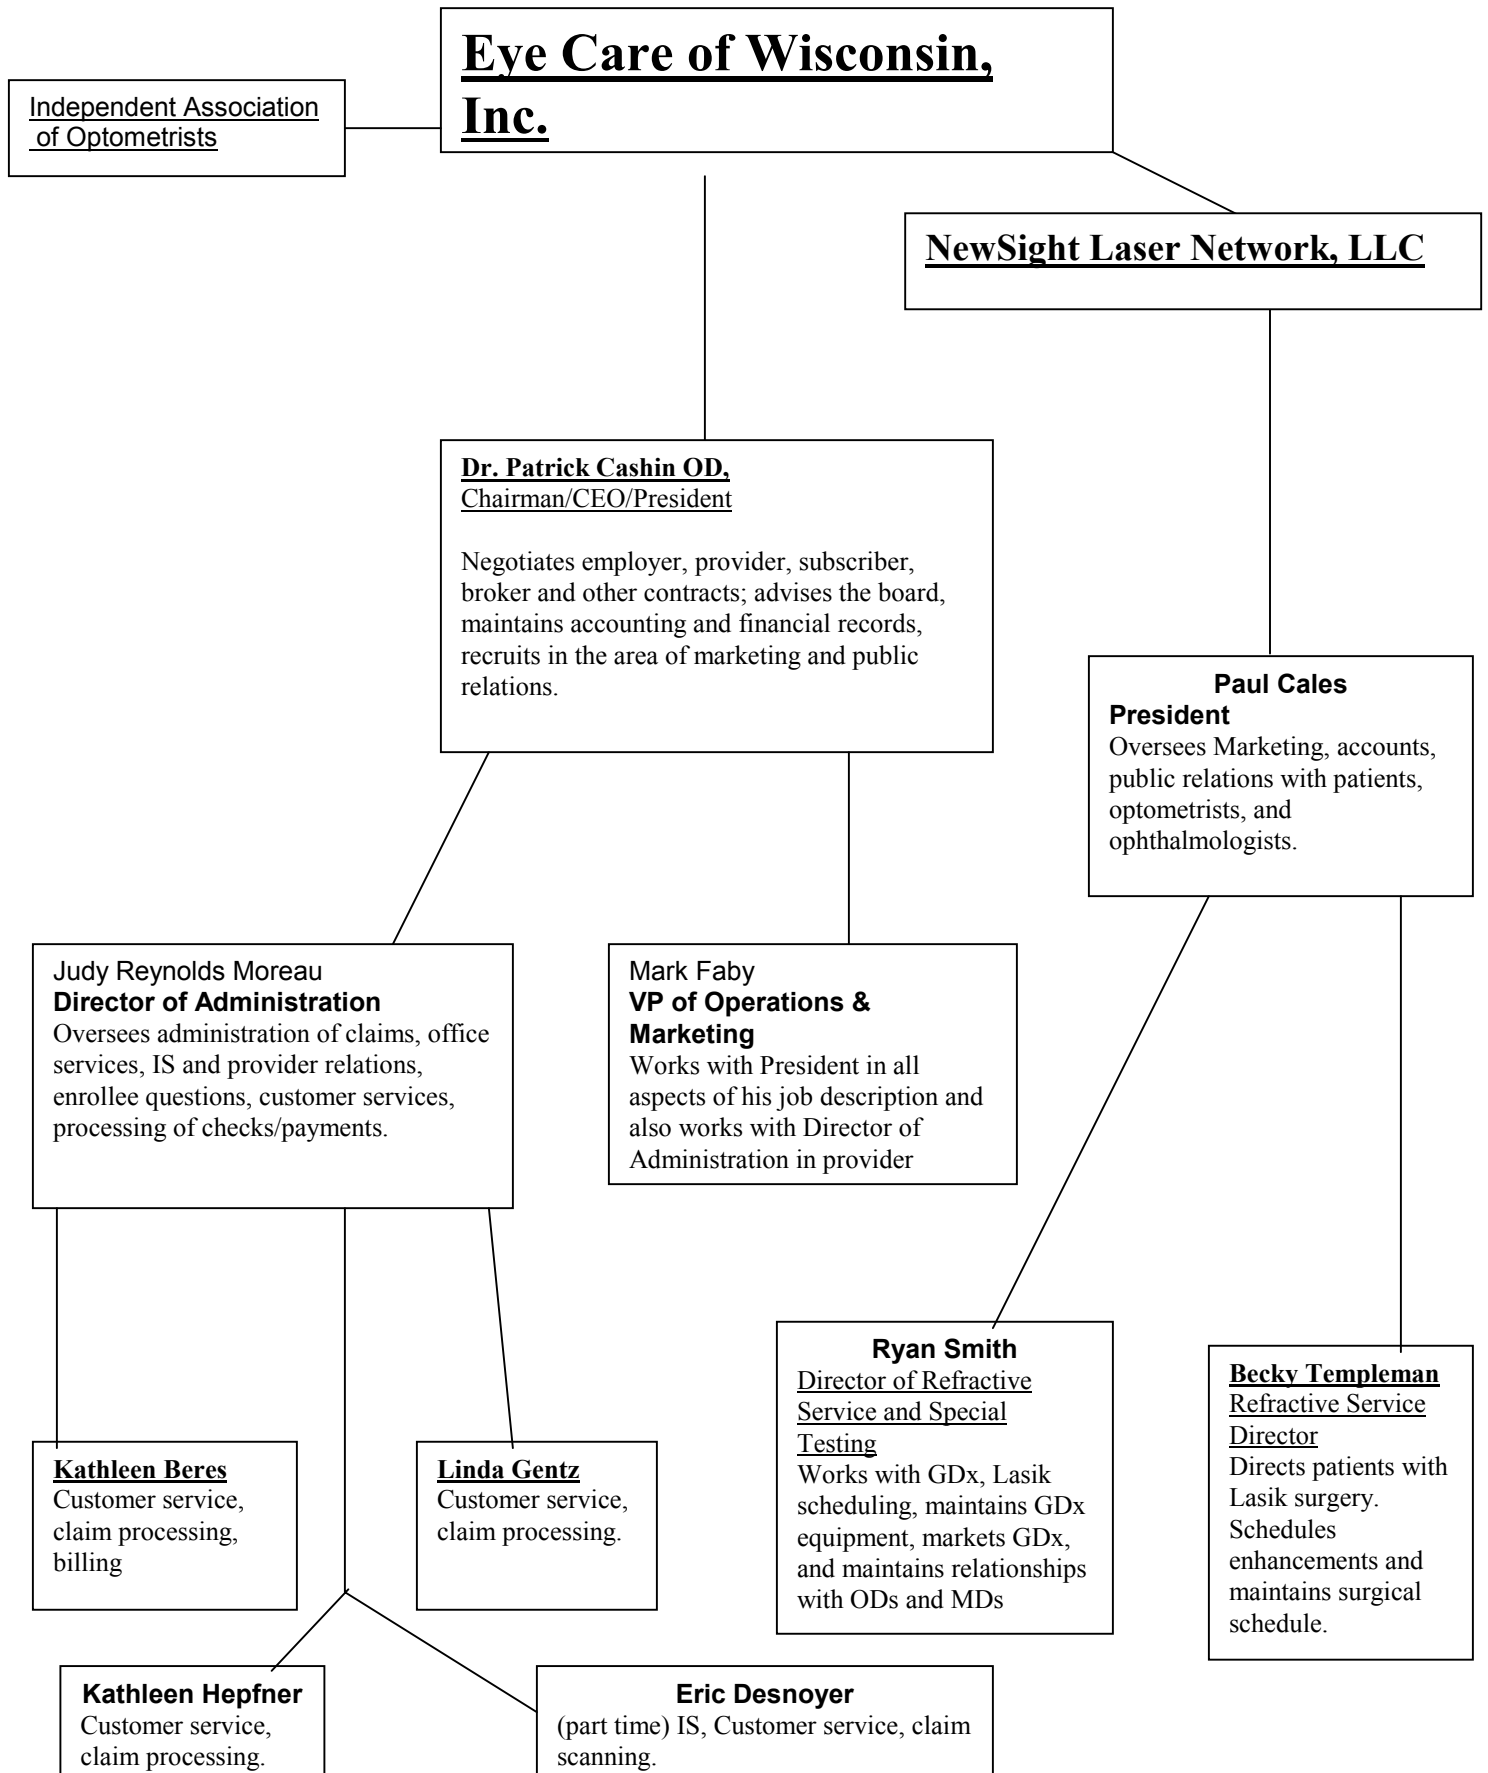 Eye Care of Wisconsin,
Inc.
Independent Association
of Optometrists
NewSight Laser Network, LLC
Dr. Patrick Cashin OD,
Chairman/CEO/President
Negotiates employer, provider, subscriber,
broker and other contracts; advises the board,
maintains accounting and financial records,
recruits in the area of marketing and public
relations.
Paul Cales
President
Oversees Marketing, accounts,
public relations with patients,
optometrists, and
ophthalmologists.
Judy Reynolds Moreau
Director of Administration
Oversees administration of claims, office
services, IS and provider relations,
enrollee questions, customer services,
processing of checks/payments.
Mark Faby
VP of Operations &
Marketing
Works with President in all
aspects of his job description and
also works with Director of
Administration in provider
Ryan Smith
Director of Refractive
Service and Special
Testing
Works with GDx, Lasik
scheduling, maintains GDx
equipment, markets GDx,
and maintains relationships
with ODs and MDs
Becky Templeman
Refractive Service
Director
Directs patients with
Lasik surgery.
Schedules
enhancements and
maintains surgical
schedule.
Kathleen Beres
Customer service,
claim processing,
billing
Linda Gentz
Customer service,
claim processing.
Kathleen Hepfner
Customer service,
claim processing.
Eric Desnoyer
(part time) IS, Customer service, claim
scanning.